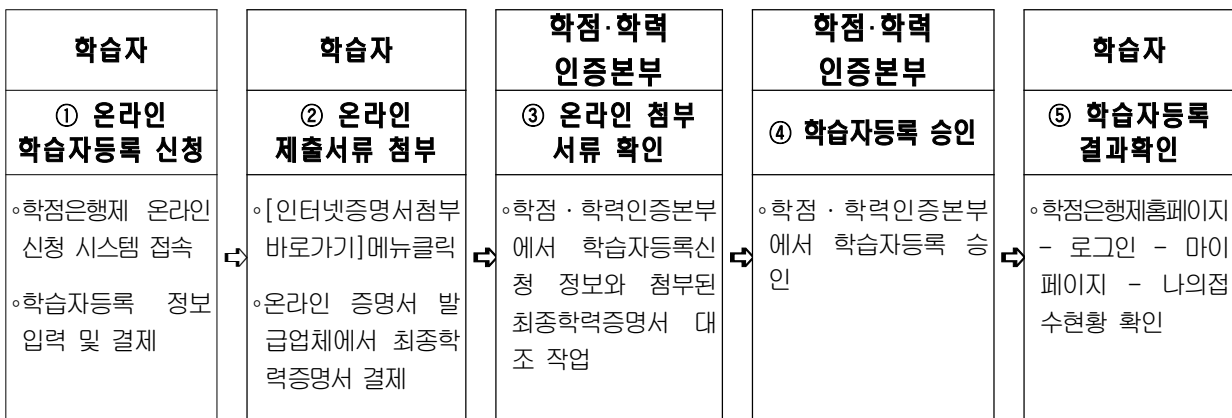 학습자
① 온라인
학습자등록 신청
◦학점은행제 온라인
신청 시스템 접속
◦학습자등록 정보
입력 및 결제
⇨
학습자
② 온라인
제출서류 첨부
◦[인터넷증명서첨부
바로가기]메뉴클릭
◦온라인 증명서 발
급업체에서 최종학
력증명서 결제
⇨
학점·학력
인증본부
③ 온라인 첨부
서류 확인
◦학점 · 학력인증본부
에서 학습자등록신
청 정보와 첨부된
최종학력증명서 대
조 작업
⇨
학점·학력
인증본부
④ 학습자등록 승인
◦학점 · 학력인증본부
에서 학습자등록 승
인
⇨
학습자
⑤ 학습자등록
결과확인
◦학점은행제홈페이지
- 로그인 - 마이
페이지 - 나의접
수현황 확인